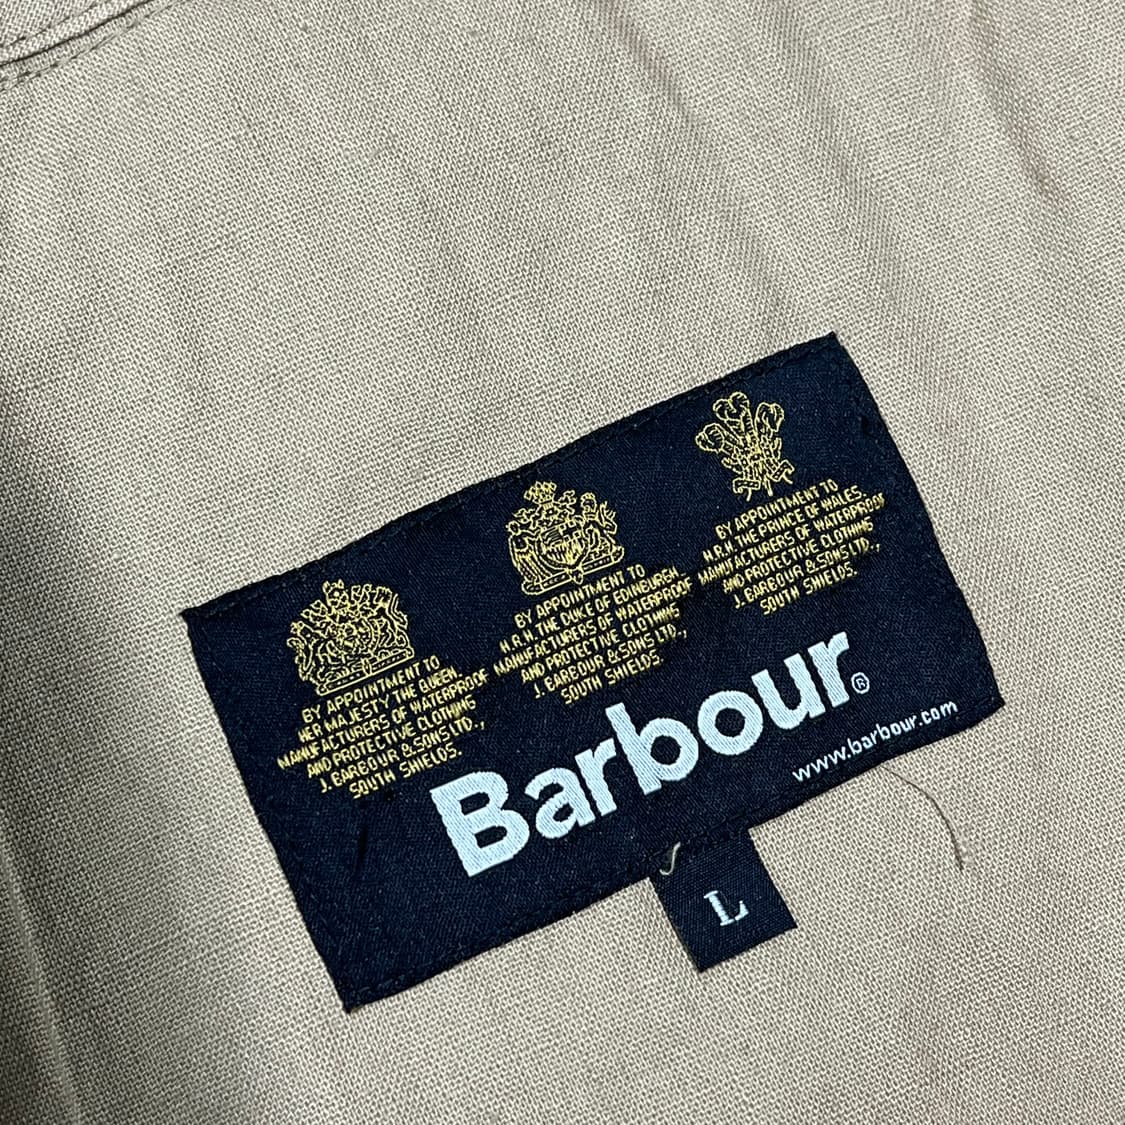 BY APPOINTMENT TO
HER MAJESTY THE QUEEN.
MANUFACTURERS OF WATERPROOF
AND PROTECTIVE CLOTHING
J. BARBOUR & SONS LTD.,
SOUTH SHIELDS.
BY APPOINTMENT TO
H.R.H. THE DUKE OF EDINBURGH
MANUFACTURERS OF WATERPROOF
AND PROTECTIVE CLOTHING
J. BARBOUR & SONS LTD.,
SOUTH SHIELDS.
BY APPOINTMENT TO
H.R.H. THE PRINCE OF WALES.
MANUFACTURERS OF WATERPROOF
AND PROTECTIVE CLOTHING
J. BARBOUR & SONS LTD.,
SOUTH SHIELDS.
Barbour®
www.barbour.com
L